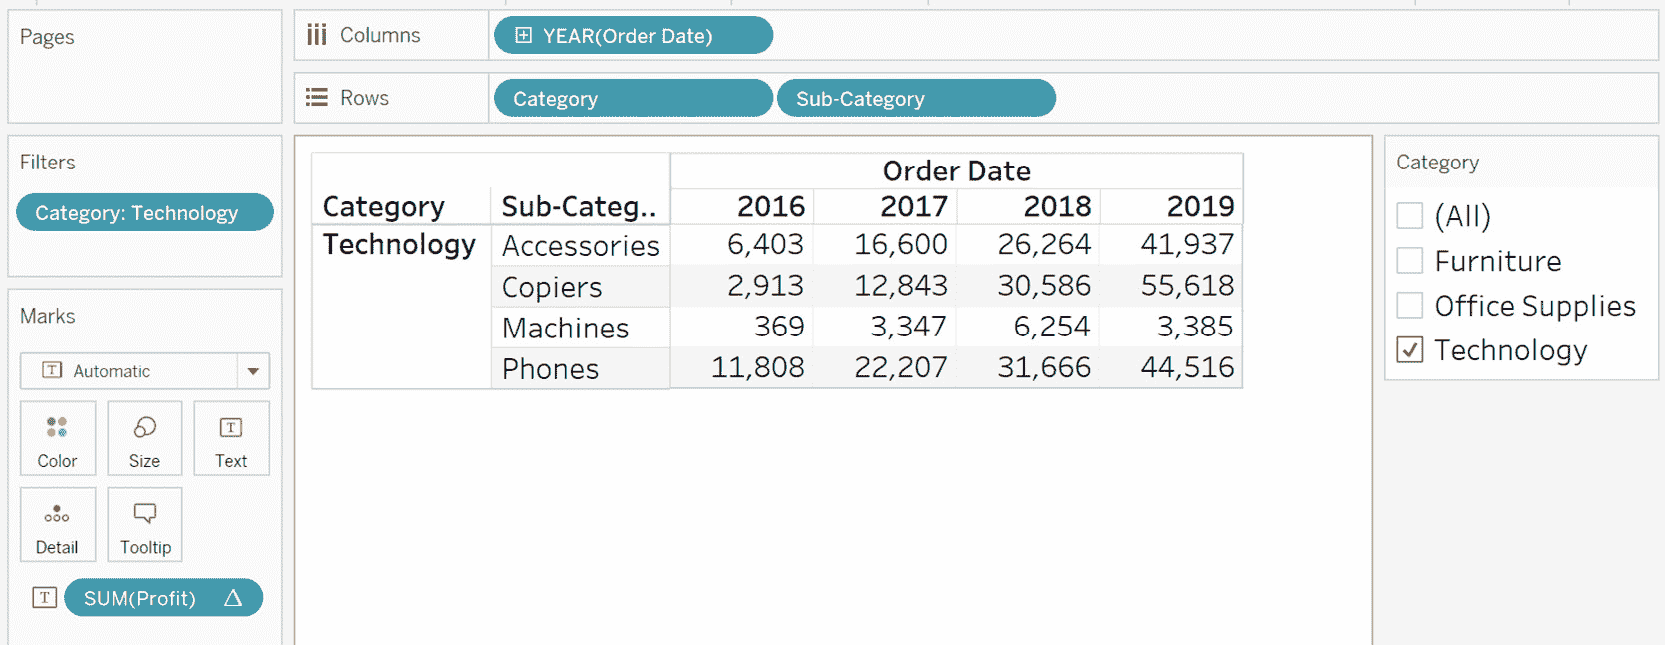 Pages
Columns
YEAR(Order Date)
Rows
Category
Sub-Category
Filters
Category: Technology
Marks
T Automatic
Color
Size
T
Text
Detail
Tooltip
T SUM(Profit) Δ
Order Date
Category Sub-Categ.. 2016 2017 2018 2019
Technology Accessories 6,403 16,600 26,264 41,937
Copiers 2,913 12,843 30,586 55,618
Machines 369 3,347 6,254 3,385
Phones 11,808 22,207 31,666 44,516
Category
(All)
Furniture
Office Supplies
Technology